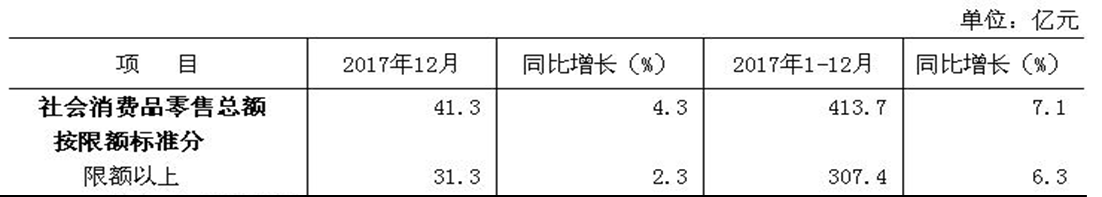 单位：亿元
项 目 2017年12月 同比增长（%） 2017年1-12月 同比增长（%）
社会消费品零售总额 41.3 4.3 413.7 7.1
按限额标准分
限额以上 31.3 2.3 307.4 6.3